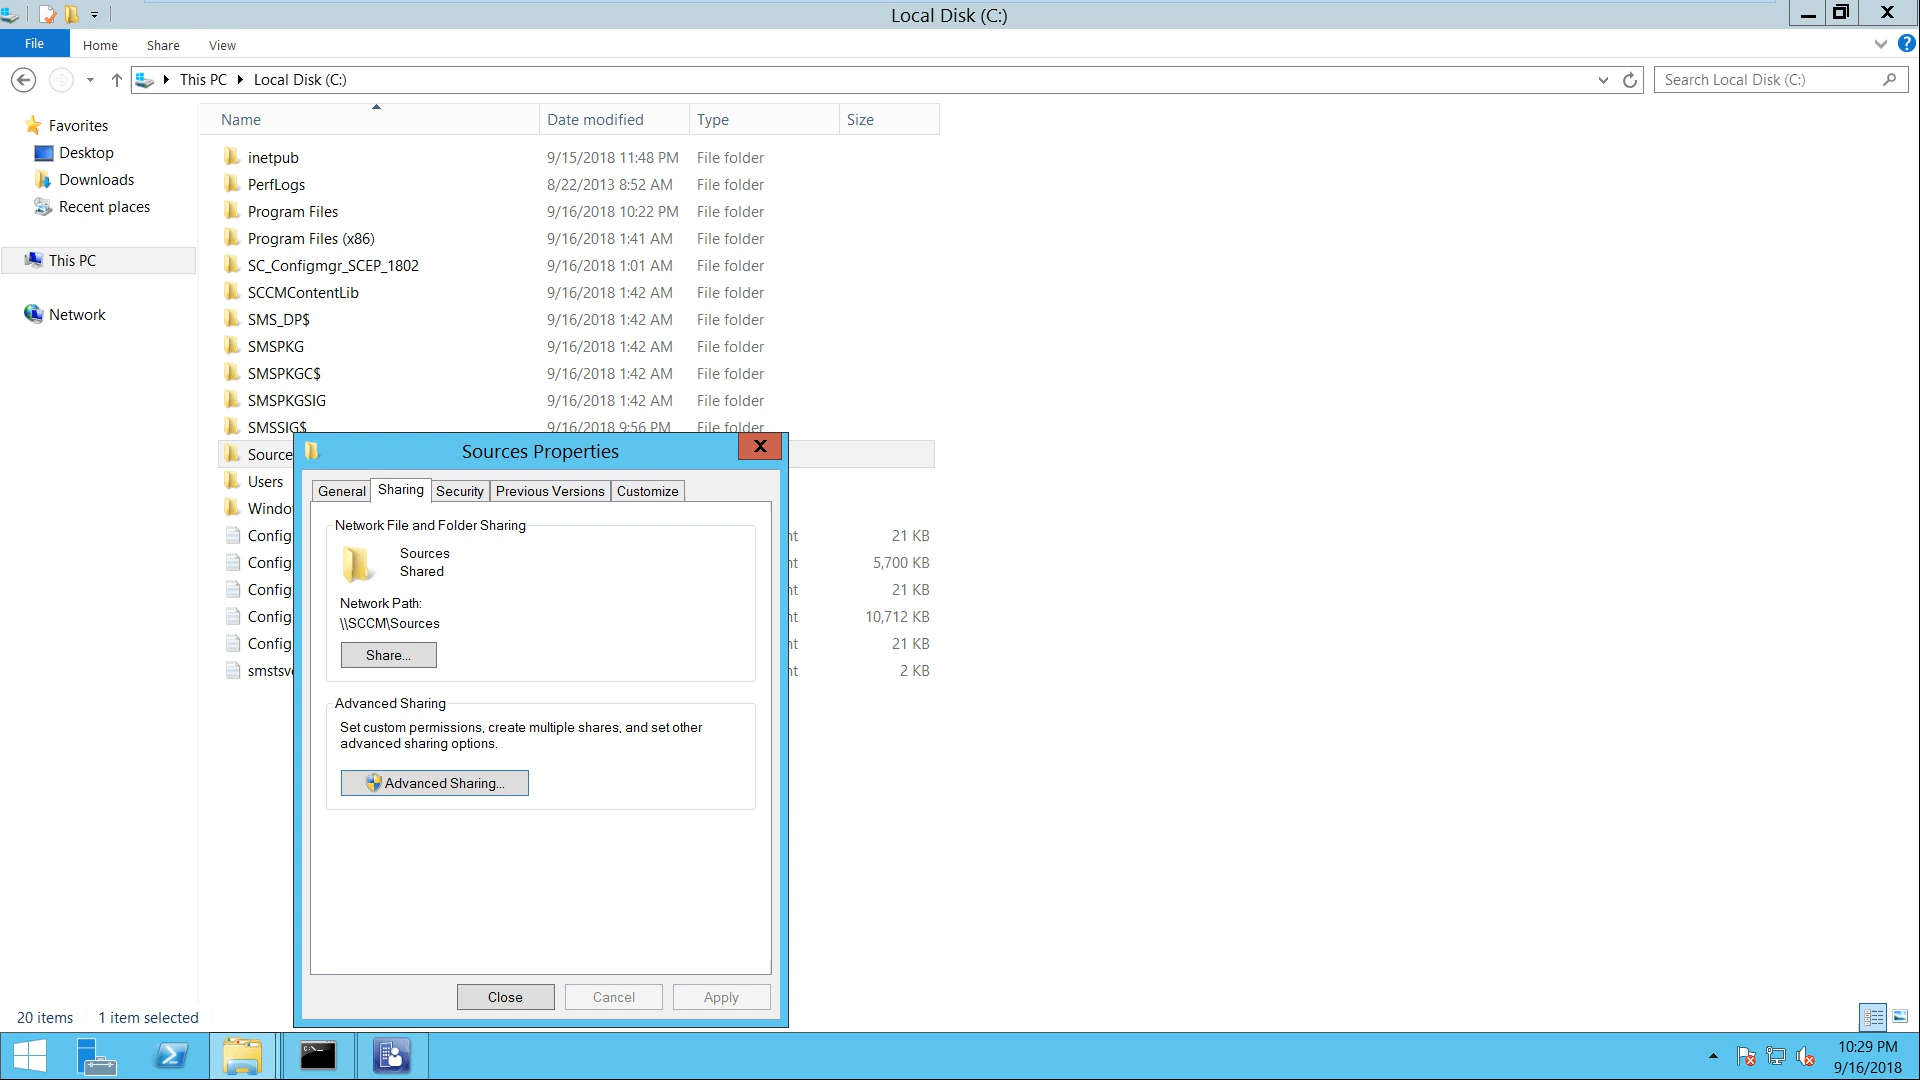 Local Disk (C:)
File Home Share View
This PC Local Disk (C:) Search Local Disk (C:)
Favorites
Desktop
Downloads
Recent places
This PC
Network
Name Date modified Type Size
inetpub 9/15/2018 11:48 PM File folder
PerfLogs 8/22/2013 8:52 AM File folder
Program Files 9/16/2018 10:22 PM File folder
Program Files (x86) 9/16/2018 1:41 AM File folder
SC_Configmgr_SCEP_1802 9/16/2018 1:01 AM File folder
SCCMContentLib 9/16/2018 1:42 AM File folder
SMS_DP$ 9/16/2018 1:42 AM File folder
SMSPKG 9/16/2018 1:42 AM File folder
SMSPKGC$ 9/16/2018 1:42 AM File folder
SMSPKGSIG 9/16/2018 1:42 AM File folder
SMSSIG$ 9/16/2018 9:56 PM File folder
Source
Users
Windo
Config nt 21 KB
Config nt 5,700 KB
Config nt 21 KB
Config nt 10,712 KB
Config nt 21 KB
smstsv nt 2 KB
Sources Properties
General Sharing Security Previous Versions Customize
Network File and Folder Sharing
Sources
Shared
Network Path:
\\SCCM\Sources
Share...
Advanced Sharing
Set custom permissions, create multiple shares, and set other
advanced sharing options.
Advanced Sharing...
Close Cancel Apply
20 items 1 item selected
10:29 PM
9/16/2018